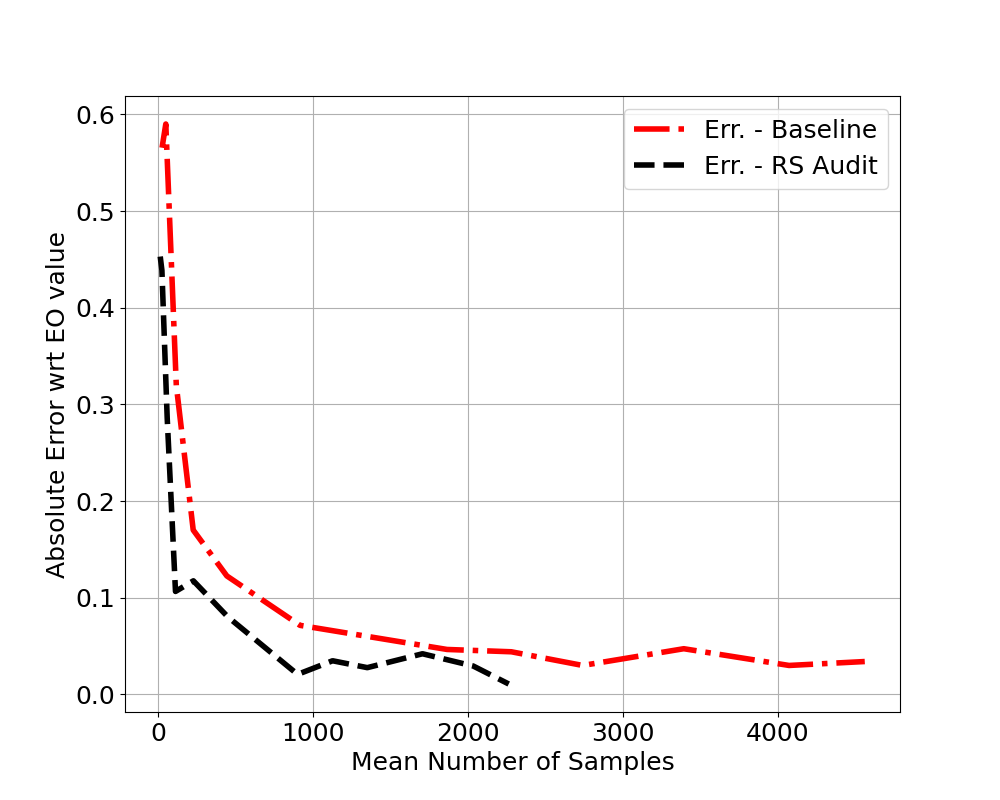 Err. - Baseline
Err. - RS Audit
Absolute Error wrt EO value
0.6
0.5
0.4
0.3
0.2
0.1
0.0
0 1000 2000 3000 4000
Mean Number of Samples